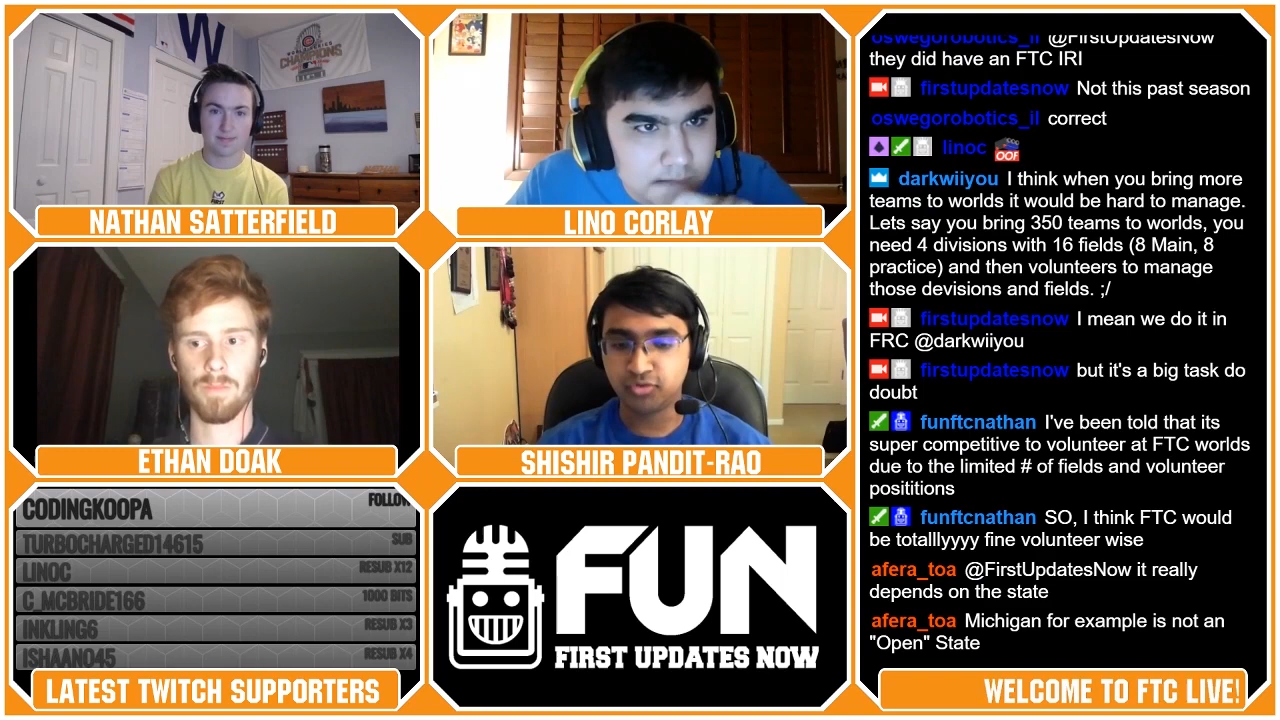 W
WORLD SERIES
CHAMPIONS
NATHAN SATTERFIELD
LINO CORLAY
ETHAN DOAK
SHISHIR PANDIT-RAO
CODINGKOOPA FOLLOW
TURBOCHARGED14615 SUB
LINOC RESUB X12
C_MCBRIDE166 1000 BITS
INKLING6 RESUB X3
ISHAAN045 RESUB X4
LATEST TWITCH SUPPORTERS
FUN
FIRST UPDATES NOW
oswegorobotics_il @FirstUpdatesNow
they did have an FTC IRI
firstupdatesnow Not this past season
oswegorobotics_il correct
linoc OOF
darkwiiyou I think when you bring more
teams to worlds it would be hard to manage.
Lets say you bring 350 teams to worlds, you
need 4 divisions with 16 fields (8 Main, 8
practice) and then volunteers to manage
those devisions and fields. ;/
firstupdatesnow I mean we do it in
FRC @darkwiiyou
firstupdatesnow but it's a big task do
doubt
funftcnathan I've been told that its
super competitive to volunteer at FTC worlds
due to the limited # of fields and volunteer
posititions
funftcnathan SO, I think FTC would
be totalllyyyy fine volunteer wise
afera_toa @FirstUpdatesNow it really
depends on the state
afera_toa Michigan for example is not an
"Open" State
WELCOME TO FTC LIVE!